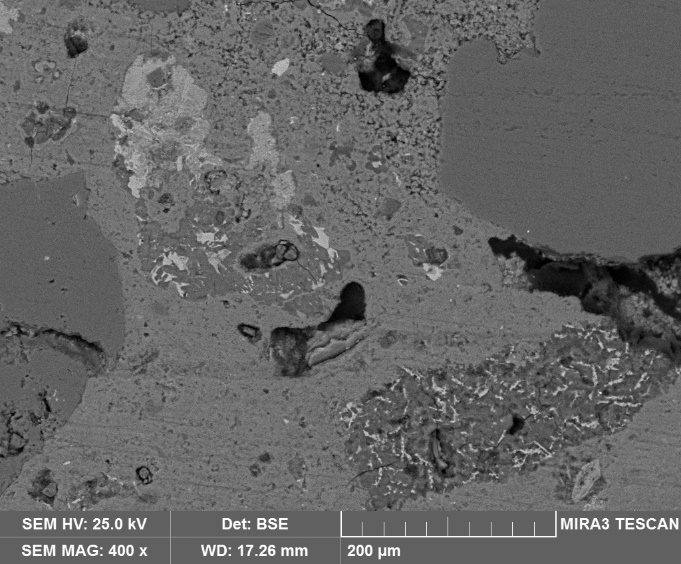 SEM HV: 25.0 kV
Det: BSE
MIRA3 TESCAN
SEM MAG: 400 x
WD: 17.26 mm
200 µm